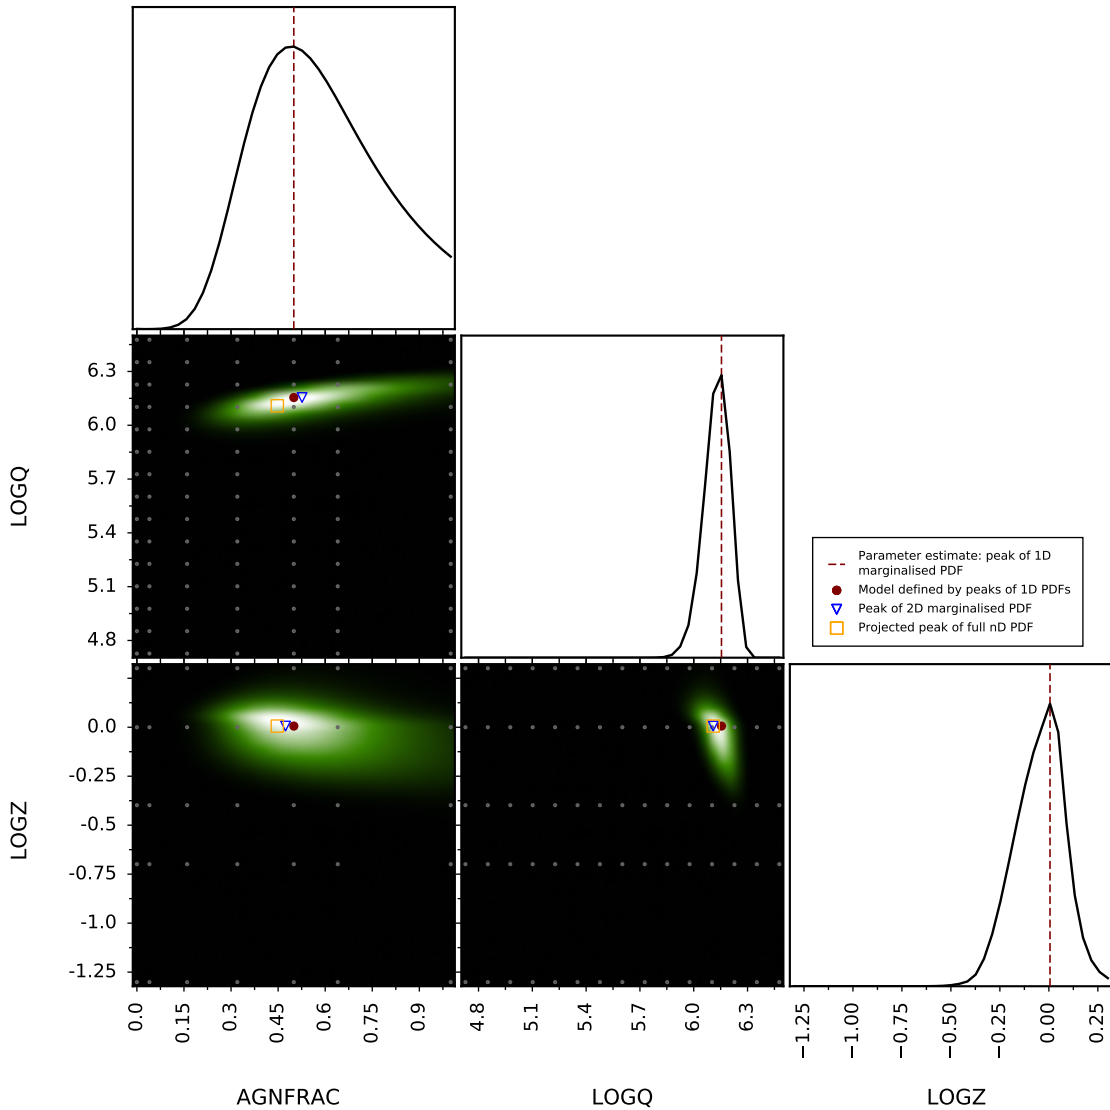 LOGQ
6.3
6.0
5.7
5.4
5.1
4.8
Parameter estimate: peak of 1D
marginalised PDF
Model defined by peaks of 1D PDFs
Peak of 2D marginalised PDF
Projected peak of full nD PDF
LOGZ
0.0
-0.25
-0.5
-0.75
-1.0
-1.25
0.0 0.15 0.3 0.45 0.6 0.75 0.9
4.8 5.1 5.4 5.7 6.0 6.3
−1.25 −1.00 −0.75 −0.50 −0.25 0.00 0.25
AGNFRAC LOGQ LOGZ